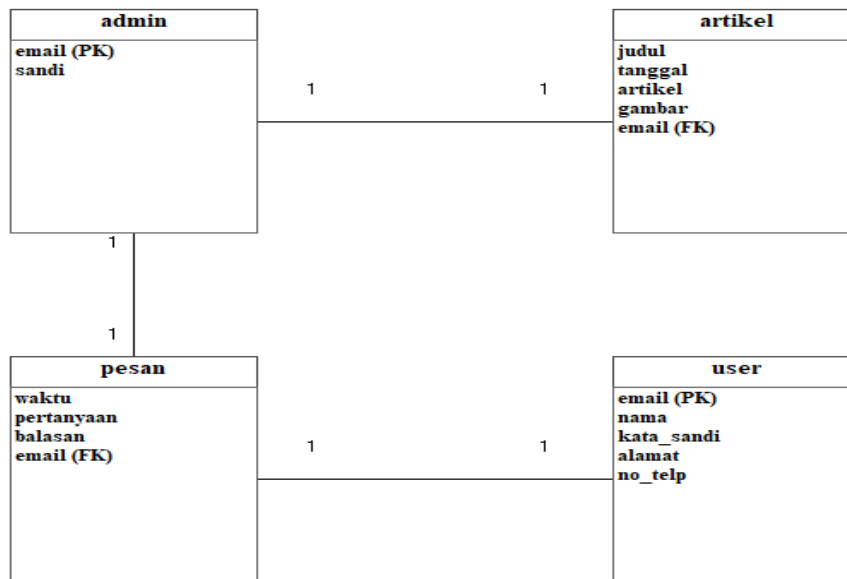 admin
email (PK)
sandi
1
1
artikel
judul
tanggal
artikel
gambar
email (FK)
1
1
pesan
waktu
pertanyaan
balasan
email (FK)
1
1
user
email (PK)
nama
kata_sandi
alamat
no_telp